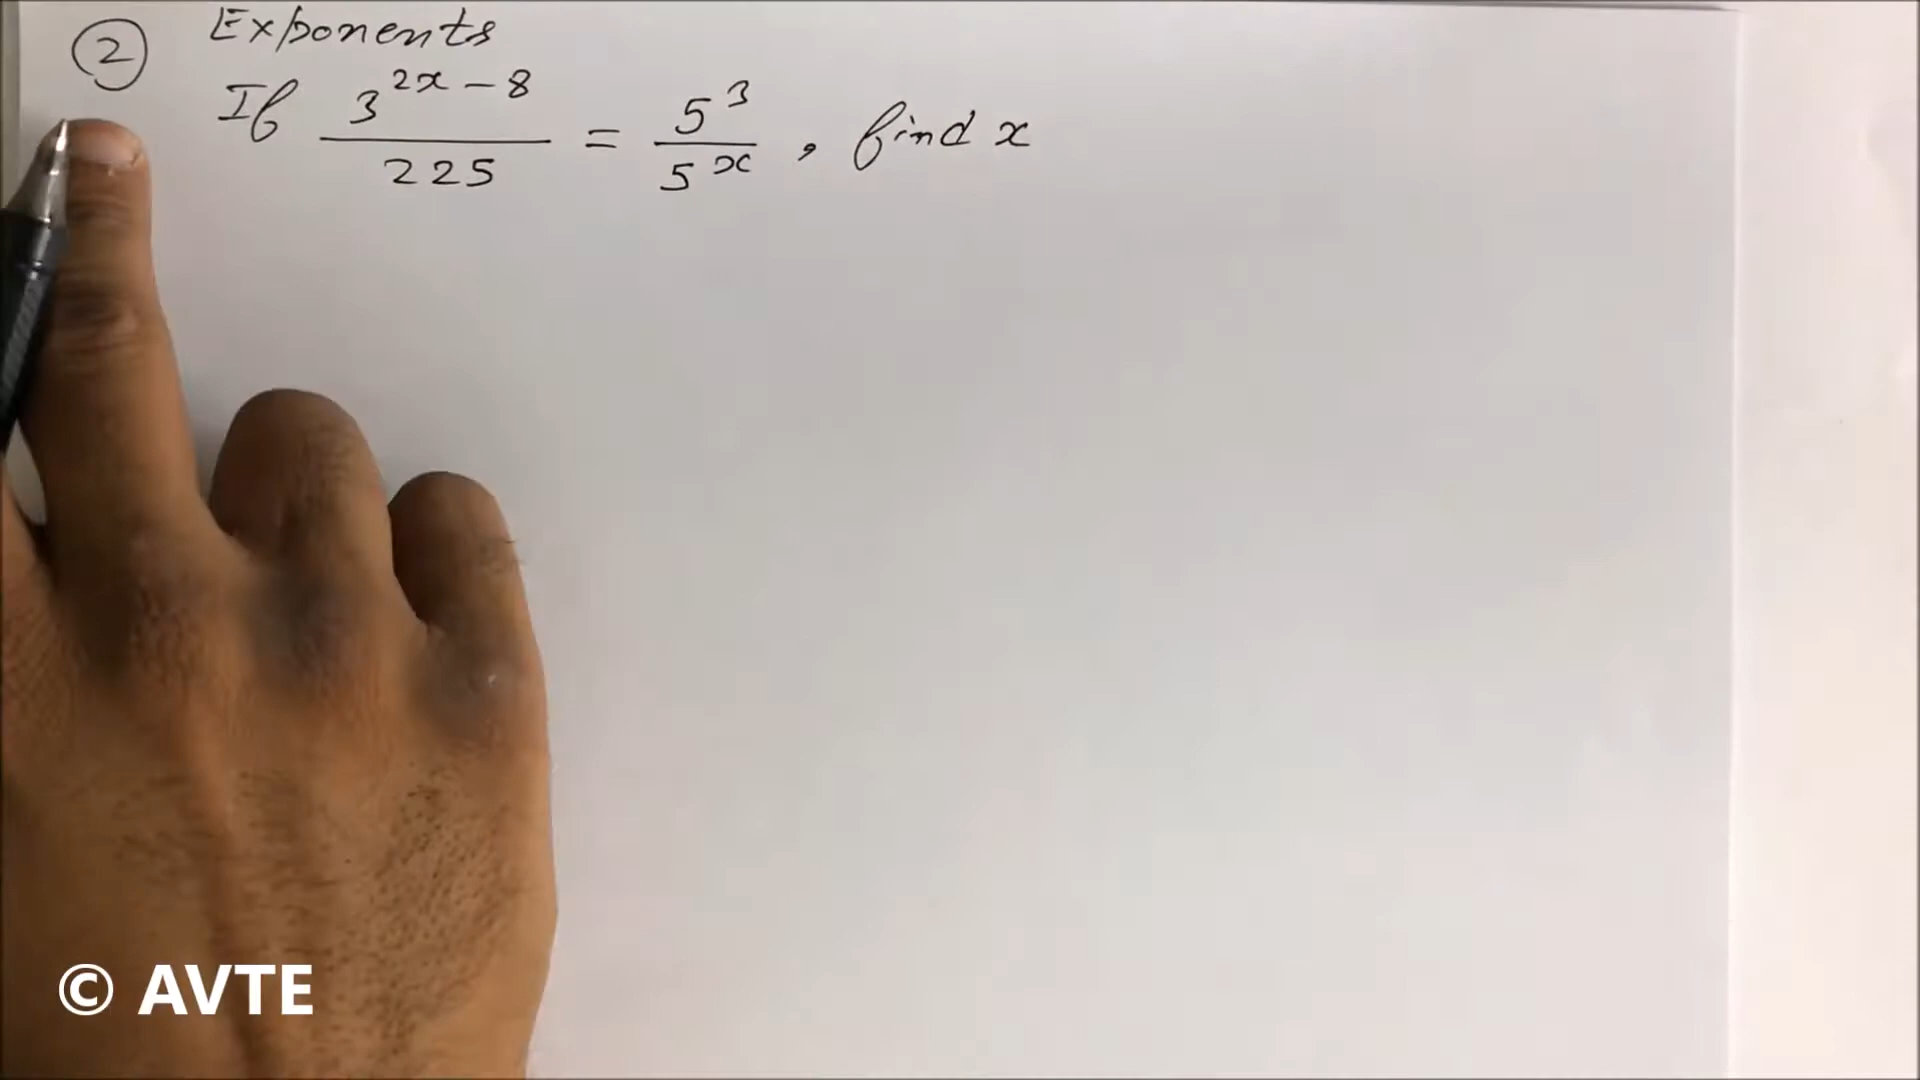 ② Exponents
If 3^(2x-8)/225 = 5^3/5^x, find x
© AVTE